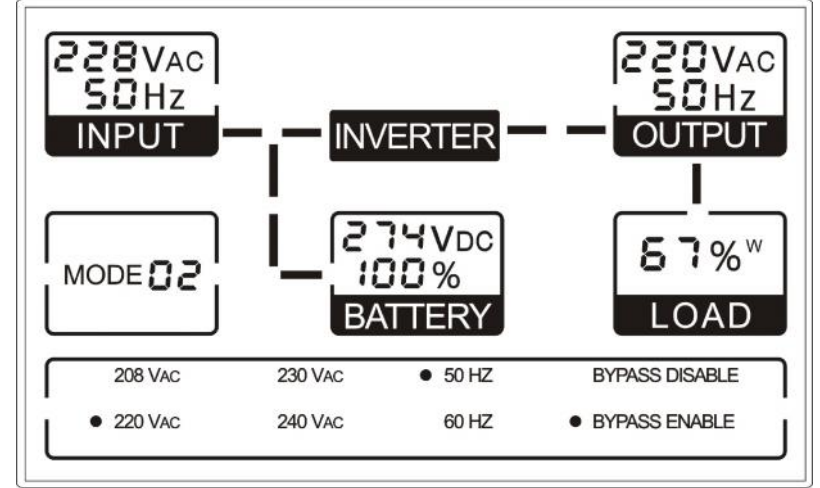 228VAC
50Hz
INPUT
INVERTER
220VAC
50Hz
OUTPUT
MODE 02
274VDC
100%
BATTERY
67%W
LOAD
208 VAC 230 VAC ● 50 HZ BYPASS DISABLE
● 220 VAC 240 VAC 60 HZ ● BYPASS ENABLE